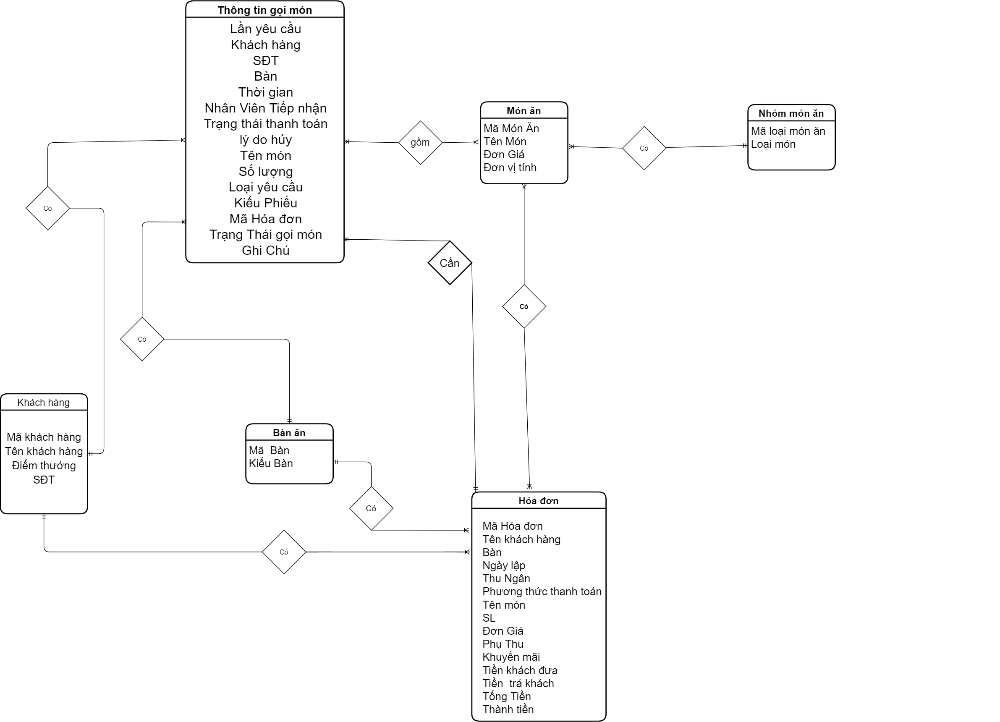 Thông tin gọi món
Lần yêu cầu
Khách hàng
SĐT
Bàn
Thời gian
Nhân Viên Tiếp nhận
Trạng thái thanh toán
lý do hủy
Tên món
Số lượng
Loại yêu cầu
Kiểu Phiếu
Mã Hóa đơn
Trạng Thái gọi món
Ghi Chú
gồm
Món ăn
Mã Món Ăn
Tên Món
Đơn Giá
Đơn vị tính
Có
Nhóm món ăn
Mã loại món ăn
Loại món
Có
Cần
Có
Có
Khách hàng
Mã khách hàng
Tên khách hàng
Điểm thưởng
SĐT
Bàn ăn
Mã  Bàn
Kiểu Bàn
Có
Có
Hóa đơn
Mã Hóa đơn
Tên khách hàng
Bàn
Ngày lập
Thu Ngân
Phương thức thanh toán
Tên món
SL
Đơn Giá
Phụ Thu
Khuyến mãi
Tiền khách đưa
Tiền  trả khách
Tổng Tiền
Thành tiền